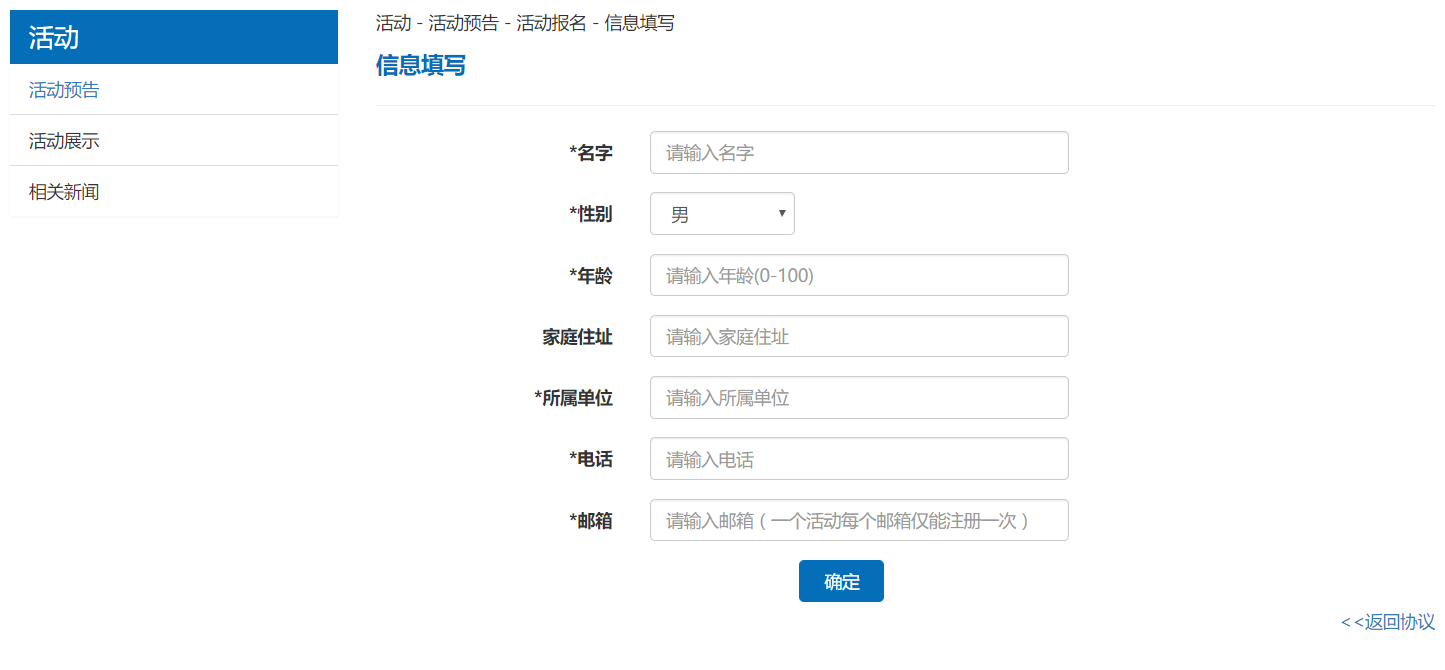 活动
活动预告
活动展示
相关新闻
活动 - 活动预告 - 活动报名 - 信息填写
信息填写
*名字 请输入名字
*性别 男
*年龄 请输入年龄(0-100)
家庭住址 请输入家庭住址
*所属单位 请输入所属单位
*电话 请输入电话
*邮箱 请输入邮箱（一个活动每个邮箱仅能注册一次）
确定
<<返回协议